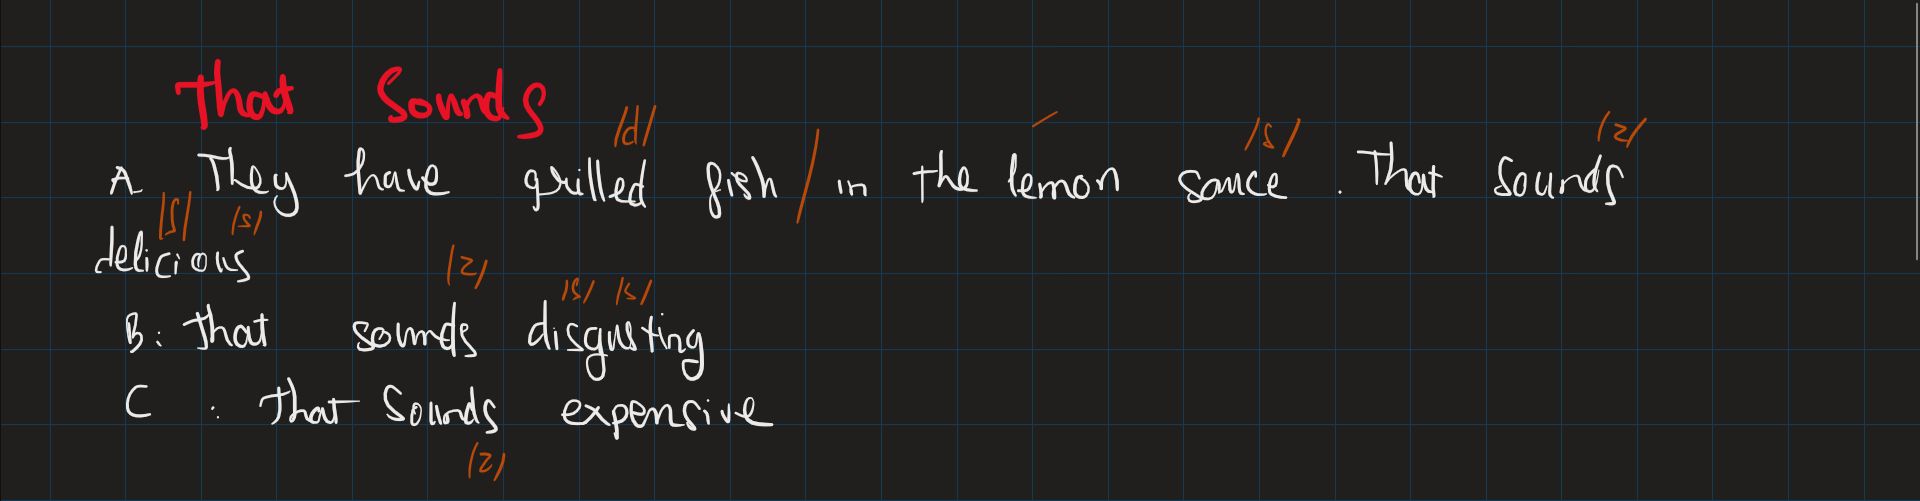 That Sounds
/d/ /s/ /z/
A They have grilled fish / in the lemon sauce. That sounds
/ʃ/ /s/
delicious
/z/ /s/ /s/
B: That sounds disgusting
C : That sounds expensive
/z/